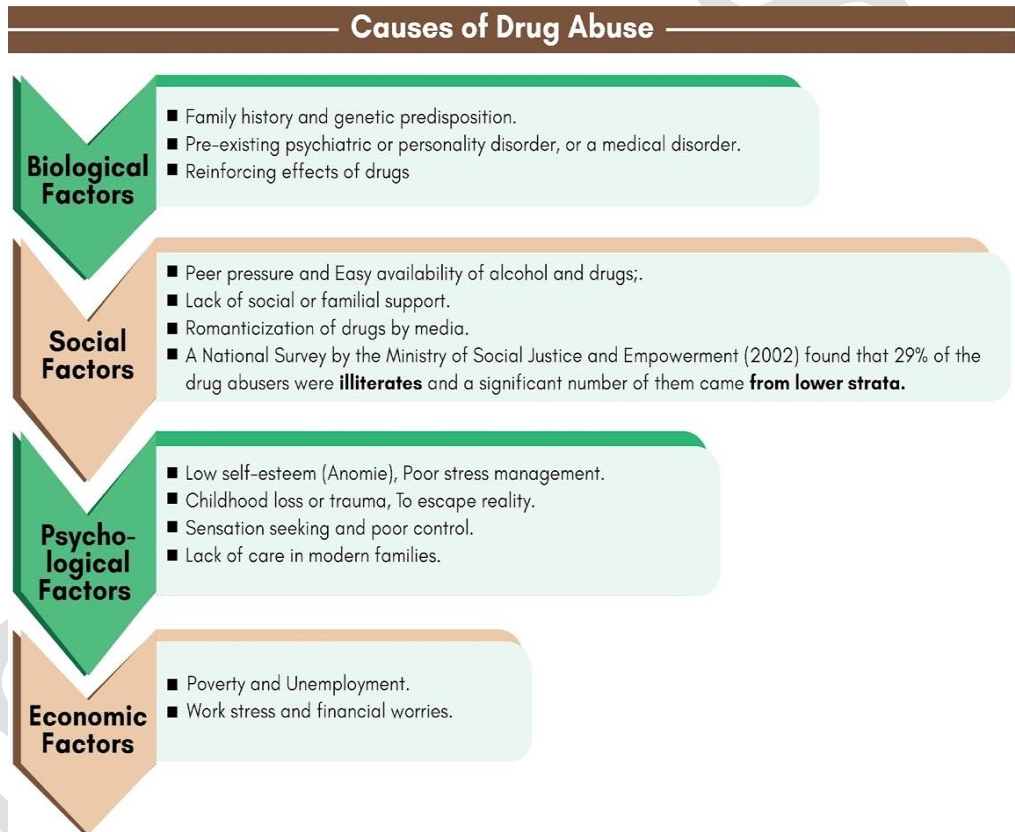 Causes of Drug Abuse
Biological
Factors
■ Family history and genetic predisposition.
■ Pre-existing psychiatric or personality disorder, or a medical disorder.
■ Reinforcing effects of drugs
Social
Factors
■ Peer pressure and Easy availability of alcohol and drugs;.
■ Lack of social or familial support.
■ Romanticization of drugs by media.
■ A National Survey by the Ministry of Social Justice and Empowerment (2002) found that 29% of the
drug abusers were illiterates and a significant number of them came from lower strata.
Psycho-
logical
Factors
■ Low self-esteem (Anomie), Poor stress management.
■ Childhood loss or trauma, To escape reality.
■ Sensation seeking and poor control.
■ Lack of care in modern families.
Economic
Factors
■ Poverty and Unemployment.
■ Work stress and financial worries.